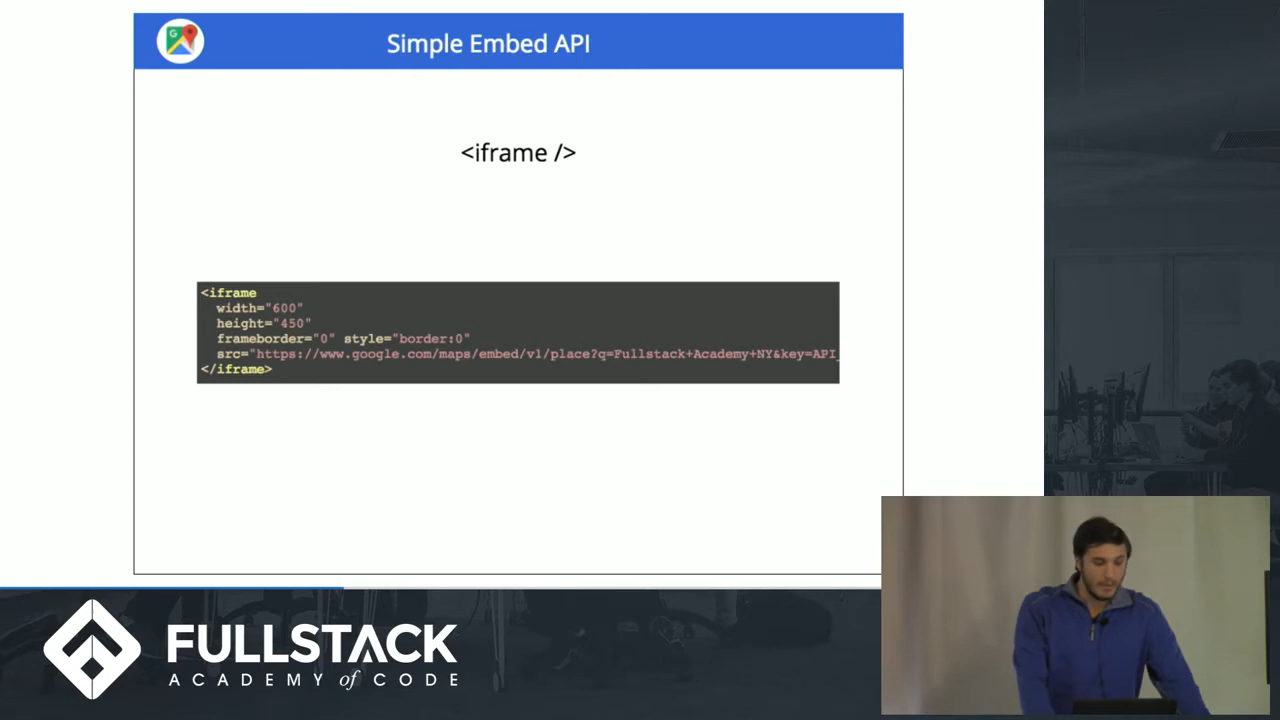 Simple Embed API
<iframe />
<iframe
width="600"
height="450"
frameborder="0" style="border:0"
src="https://www.google.com/maps/embed/v1/place?q=Fullstack+Academy+NY&key=API_
</iframe>
FULLSTACK
ACADEMY of CODE